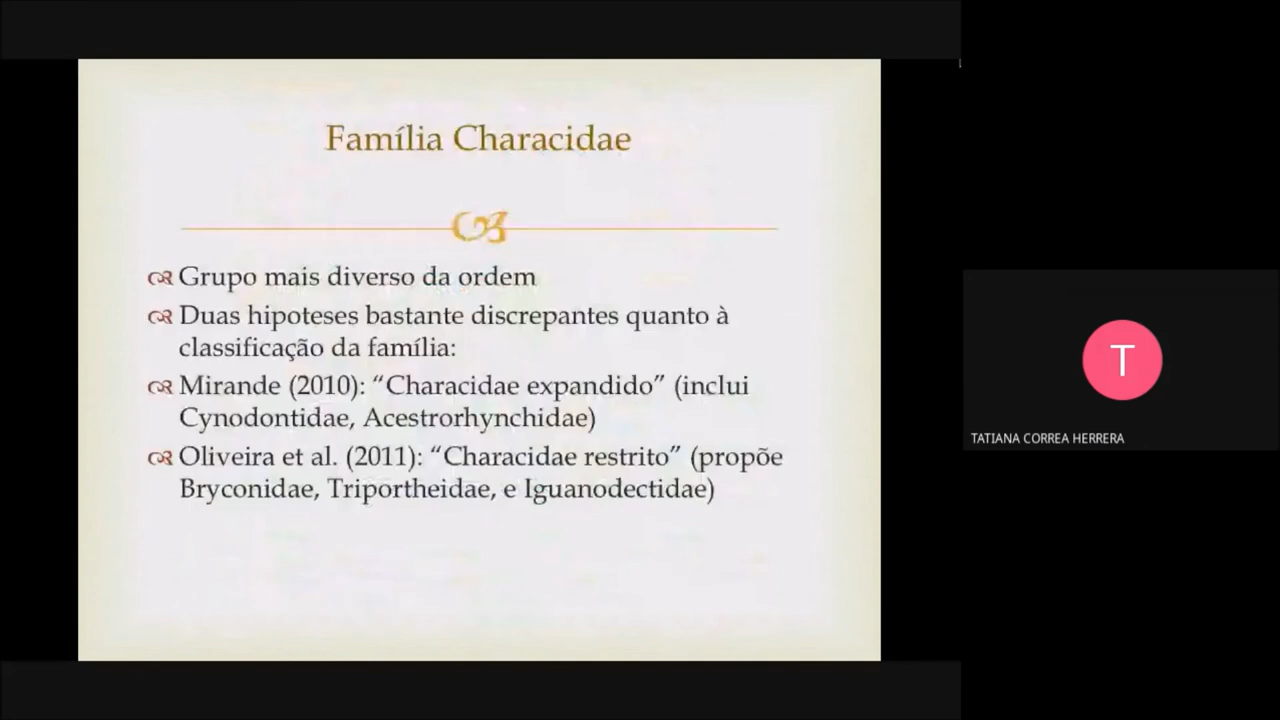 Família Characidae
Grupo mais diverso da ordem
Duas hipoteses bastante discrepantes quanto à
classificação da família:
Mirande (2010): “Characidae expandido” (inclui
Cynodontidae, Acestrorhynchidae)
Oliveira et al. (2011): “Characidae restrito” (propõe
Bryconidae, Triportheidae, e Iguanodectidae)
T
TATIANA CORREA HERRERA